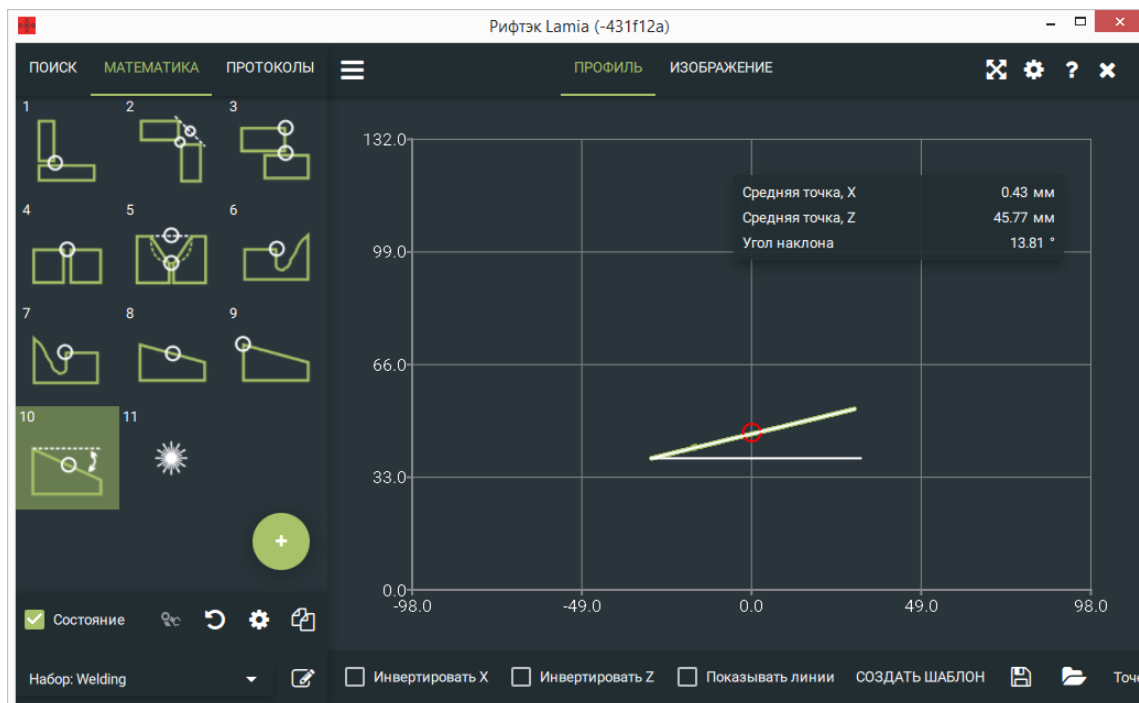 Рифтэк Lamia (-431f12a)
ПОИСК МАТЕМАТИКА ПРОТОКОЛЫ
ПРОФИЛЬ ИЗОБРАЖЕНИЕ
?
1 2 3
4 5 6
7 8 9
10 11
132.0
99.0
66.0
33.0
0.0
-98.0 -49.0 0.0 49.0 98.0
Средняя точка, X 0.43 мм
Средняя точка, Z 45.77 мм
Угол наклона 13.81 °
Состояние
Набор: Welding
Инвертировать X Инвертировать Z Показывать линии СОЗДАТЬ ШАБЛОН